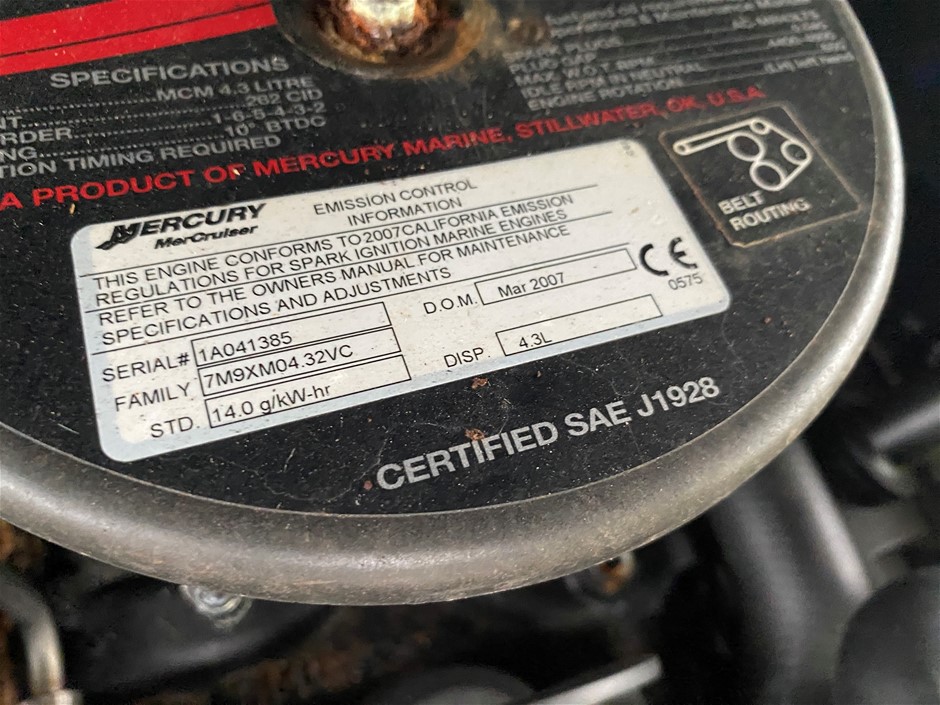 SPECIFICATIONS
MCM 4.3 LITRE
262 CID
1-6-5-4-3-2
ORDER
10° BTDC
TION TIMING REQUIRED
MAX W.O.T. RPM
IDLE RPM IN NEUTRAL
ENGINE ROTATION
A PRODUCT OF MERCURY MARINE, STILLWATER, OK, U.S.A.
MERCURY
MerCruiser
EMISSION CONTROL
INFORMATION
THIS ENGINE CONFORMS TO 2007CALIFORNIA EMISSION
REGULATIONS FOR SPARK IGNITION MARINE ENGINES
REFER TO THE OWNERS MANUAL FOR MAINTENANCE
SPECIFICATIONS AND ADJUSTMENTS
SERIAL# 1A041385
D.O.M. Mar 2007
CE
0575
FAMILY 7M9XM04.32VC
STD. 14.0 g/kW-hr
DISP. 4.3L
BELT
ROUTING
CERTIFIED SAE J1928